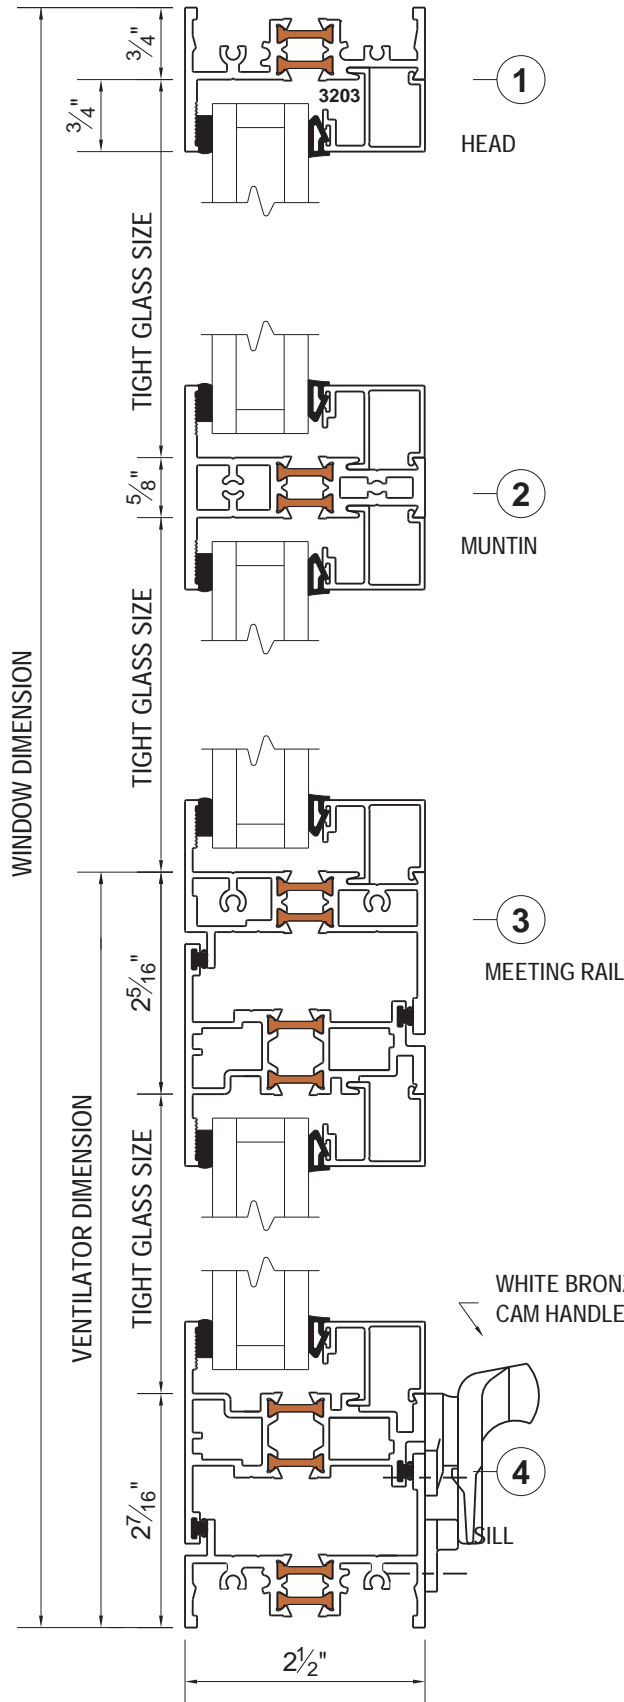 3/4"
3/4"
3203
1
HEAD
TIGHT GLASS SIZE
5/8"
2
MUNTIN
TIGHT GLASS SIZE
WINDOW DIMENSION
3
MEETING RAIL
2 5/16"
VENTILATOR DIMENSION
TIGHT GLASS SIZE
WHITE BRONZ
CAM HANDLE
4
SILL
2 7/16"
2 1/2"